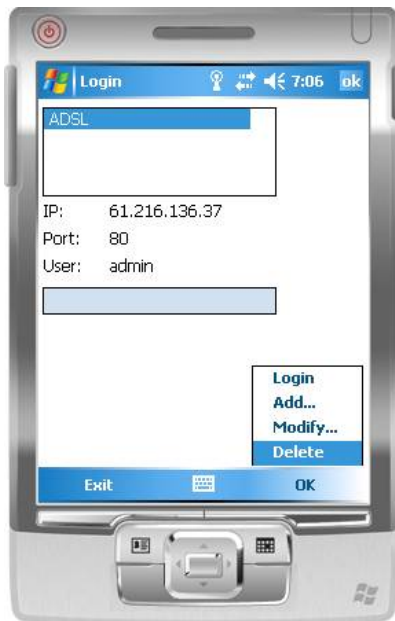 Login 7:06 ok
ADSL
IP: 61.216.136.37
Port: 80
User: admin
Login
Add...
Modify...
Delete
Exit OK